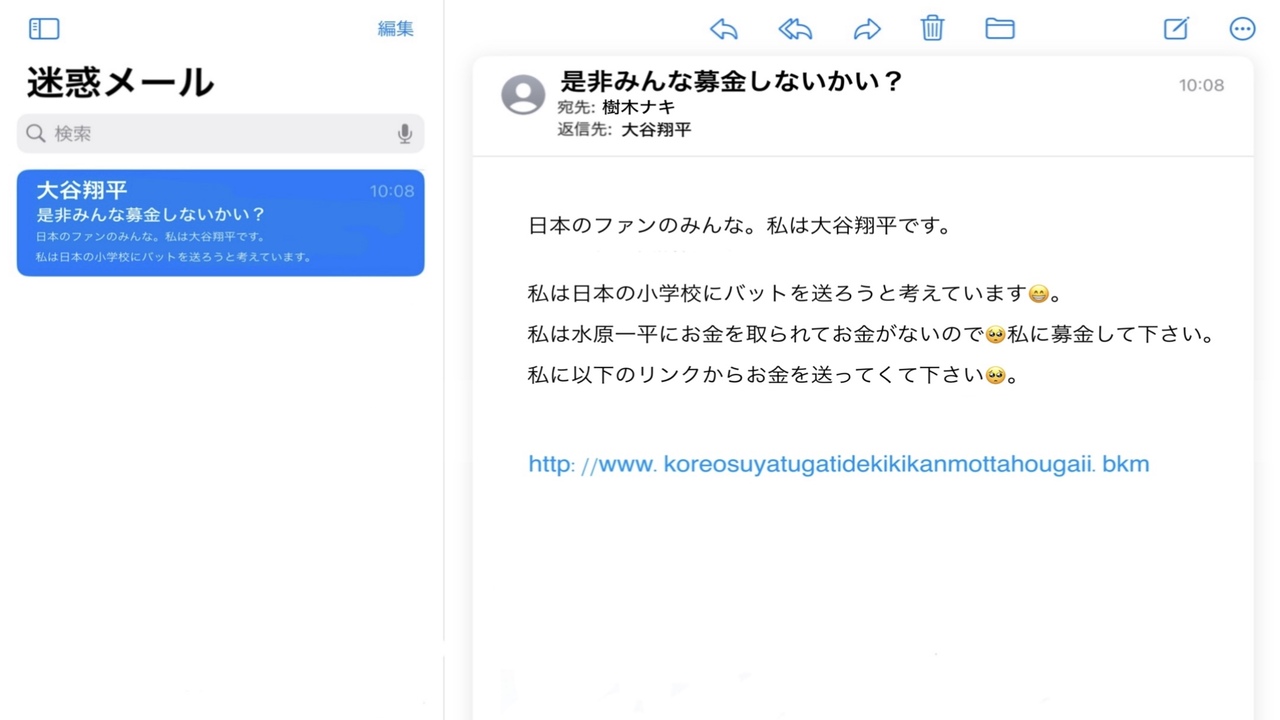 編集
迷惑メール
検索
大谷翔平 10:08
是非みんな募金しないかい？
日本のファンのみんな。私は大谷翔平です。
私は日本の小学校にバットを送ろうと考えています。
是非みんな募金しないかい？ 10:08
宛先: 樹木ナキ
返信先: 大谷翔平
日本のファンのみんな。私は大谷翔平です。
私は日本の小学校にバットを送ろうと考えています😁。
私は水原一平にお金を取られてお金がないので🥺私に募金して下さい。
私に以下のリンクからお金を送ってくて下さい🥺。
http: //www. koreosuyatugatidekikikanmottahougaii. bkm